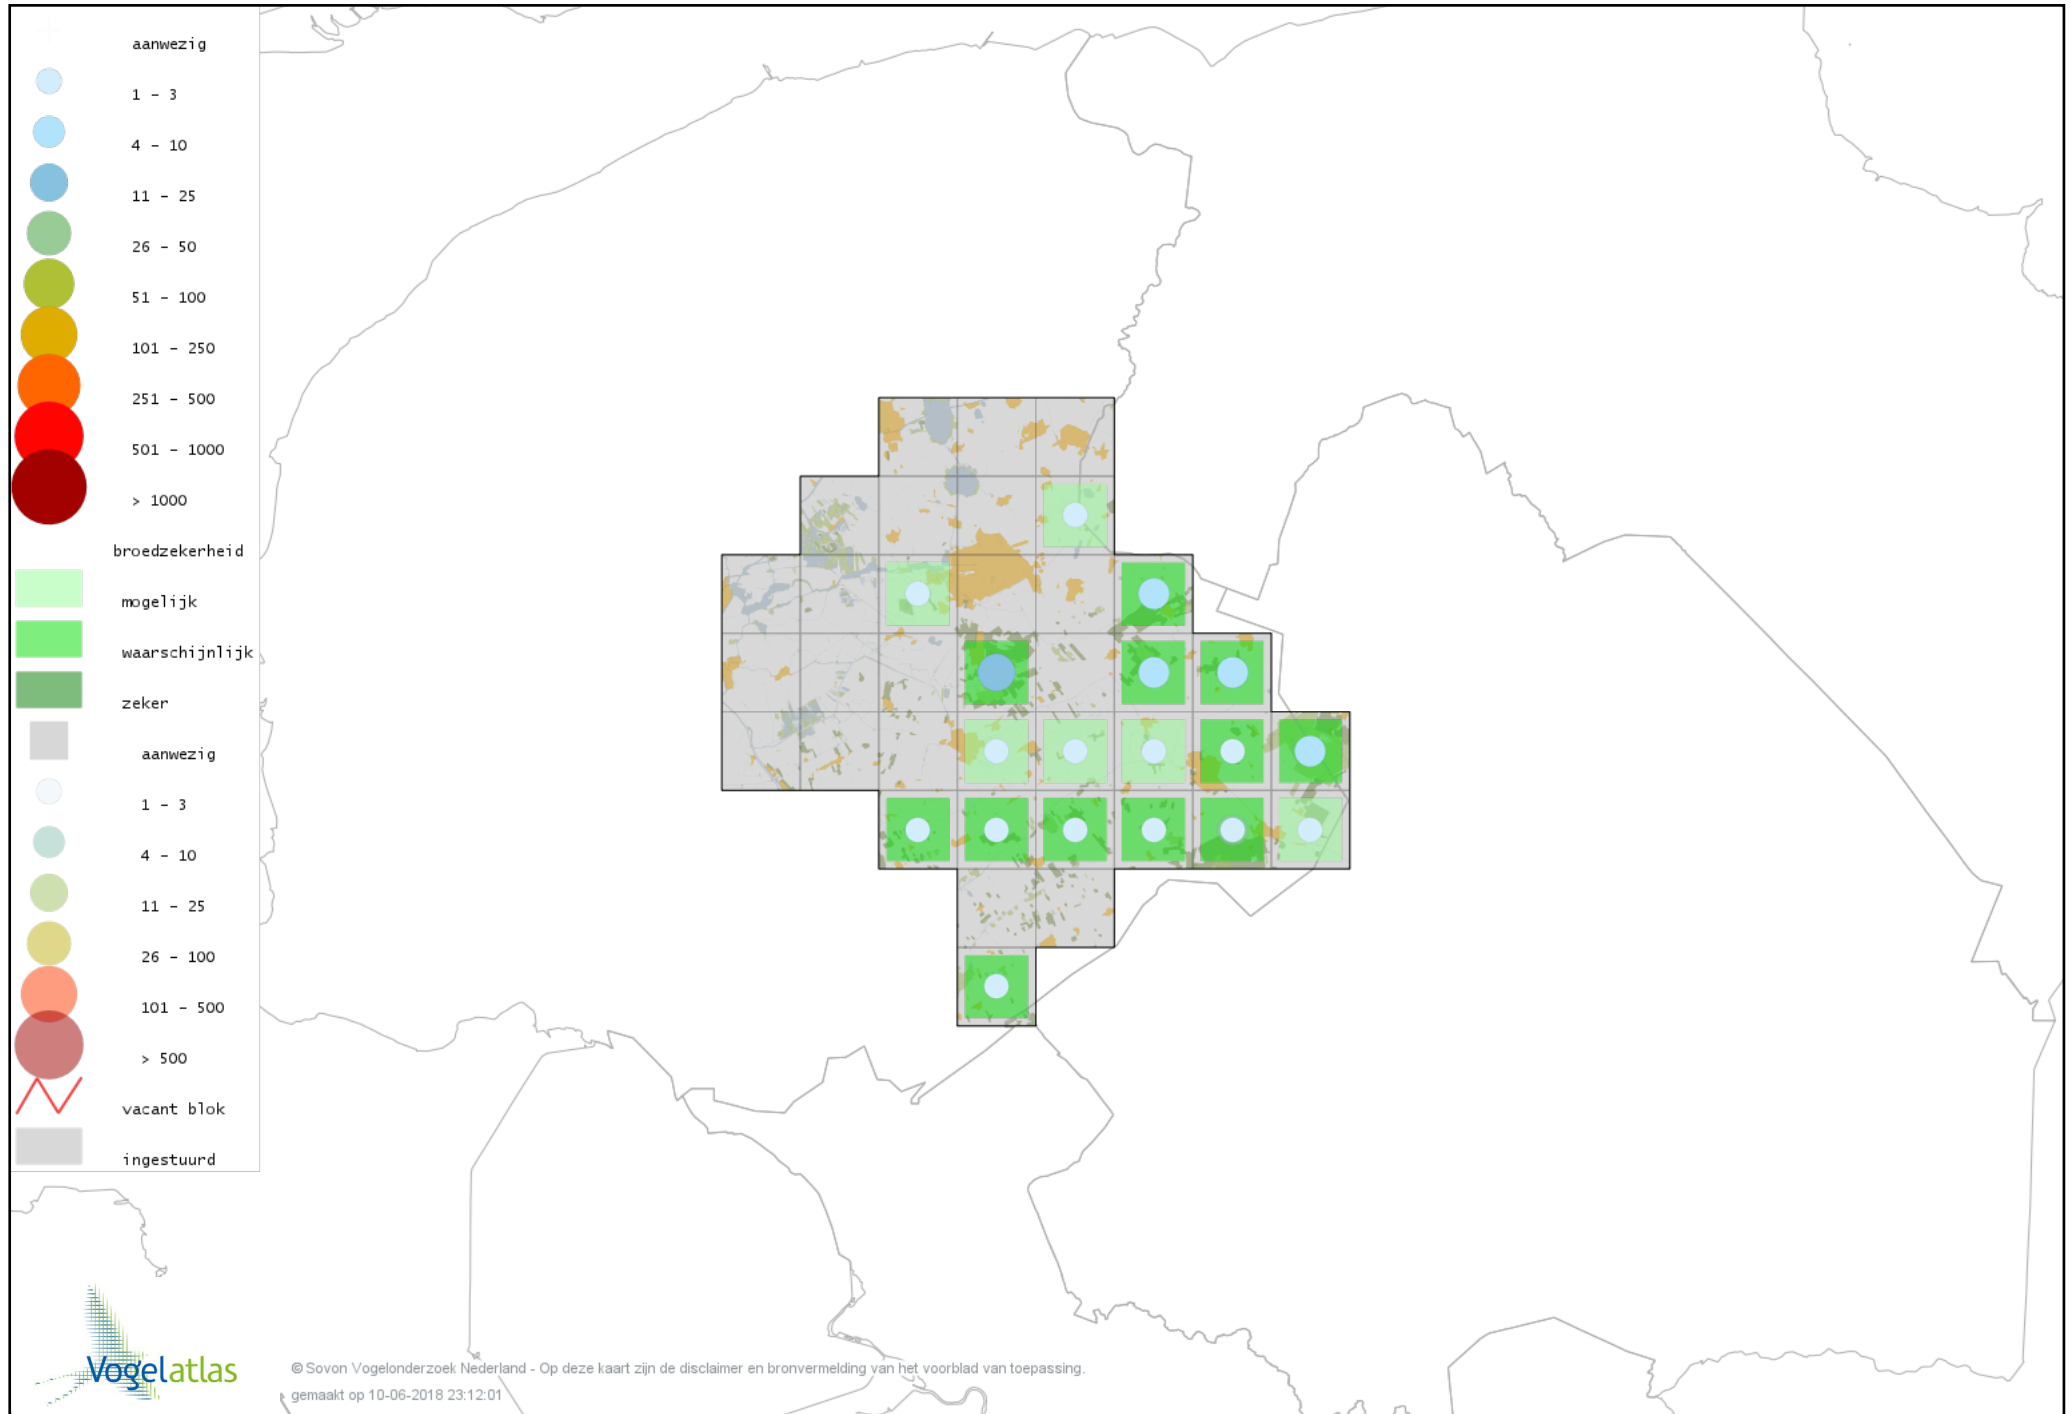 aanwezig
1 - 3
4 - 10
11 - 25
26 - 50
51 - 100
101 - 250
251 - 500
501 - 1000
> 1000
broedzekerheid
mogelijk
waarschijnlijk
zeker
aanwezig
1 - 3
4 - 10
11 - 25
26 - 100
101 - 500
> 500
vacant blok
ingestuurd
Vogelatlas
© Sovon Vogelonderzoek Nederland - Op deze kaart zijn de disclaimer en bronvermelding van het voorblad van toepassing.
gemaakt op 10-06-2018 23:12:01